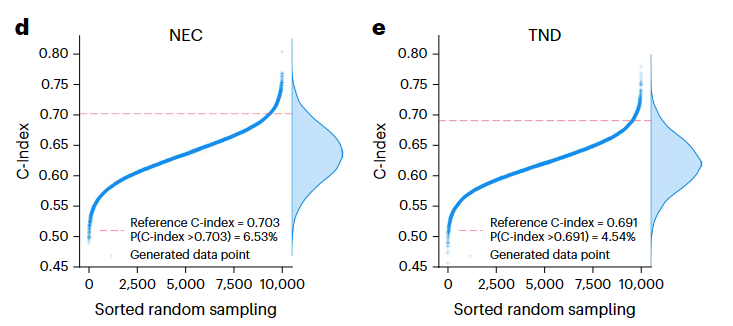 d
NEC
C-Index
0.80
0.75
0.70
0.65
0.60
0.55
0.50
0.45
Reference C-index = 0.703
P(C-index >0.703) = 6.53%
Generated data point
0 2,500 5,000 7,500 10,000
Sorted random sampling
e
TND
C-Index
0.80
0.75
0.70
0.65
0.60
0.55
0.50
0.45
Reference C-index = 0.691
P(C-index >0.691) = 4.54%
Generated data point
0 2,500 5,000 7,500 10,000
Sorted random sampling